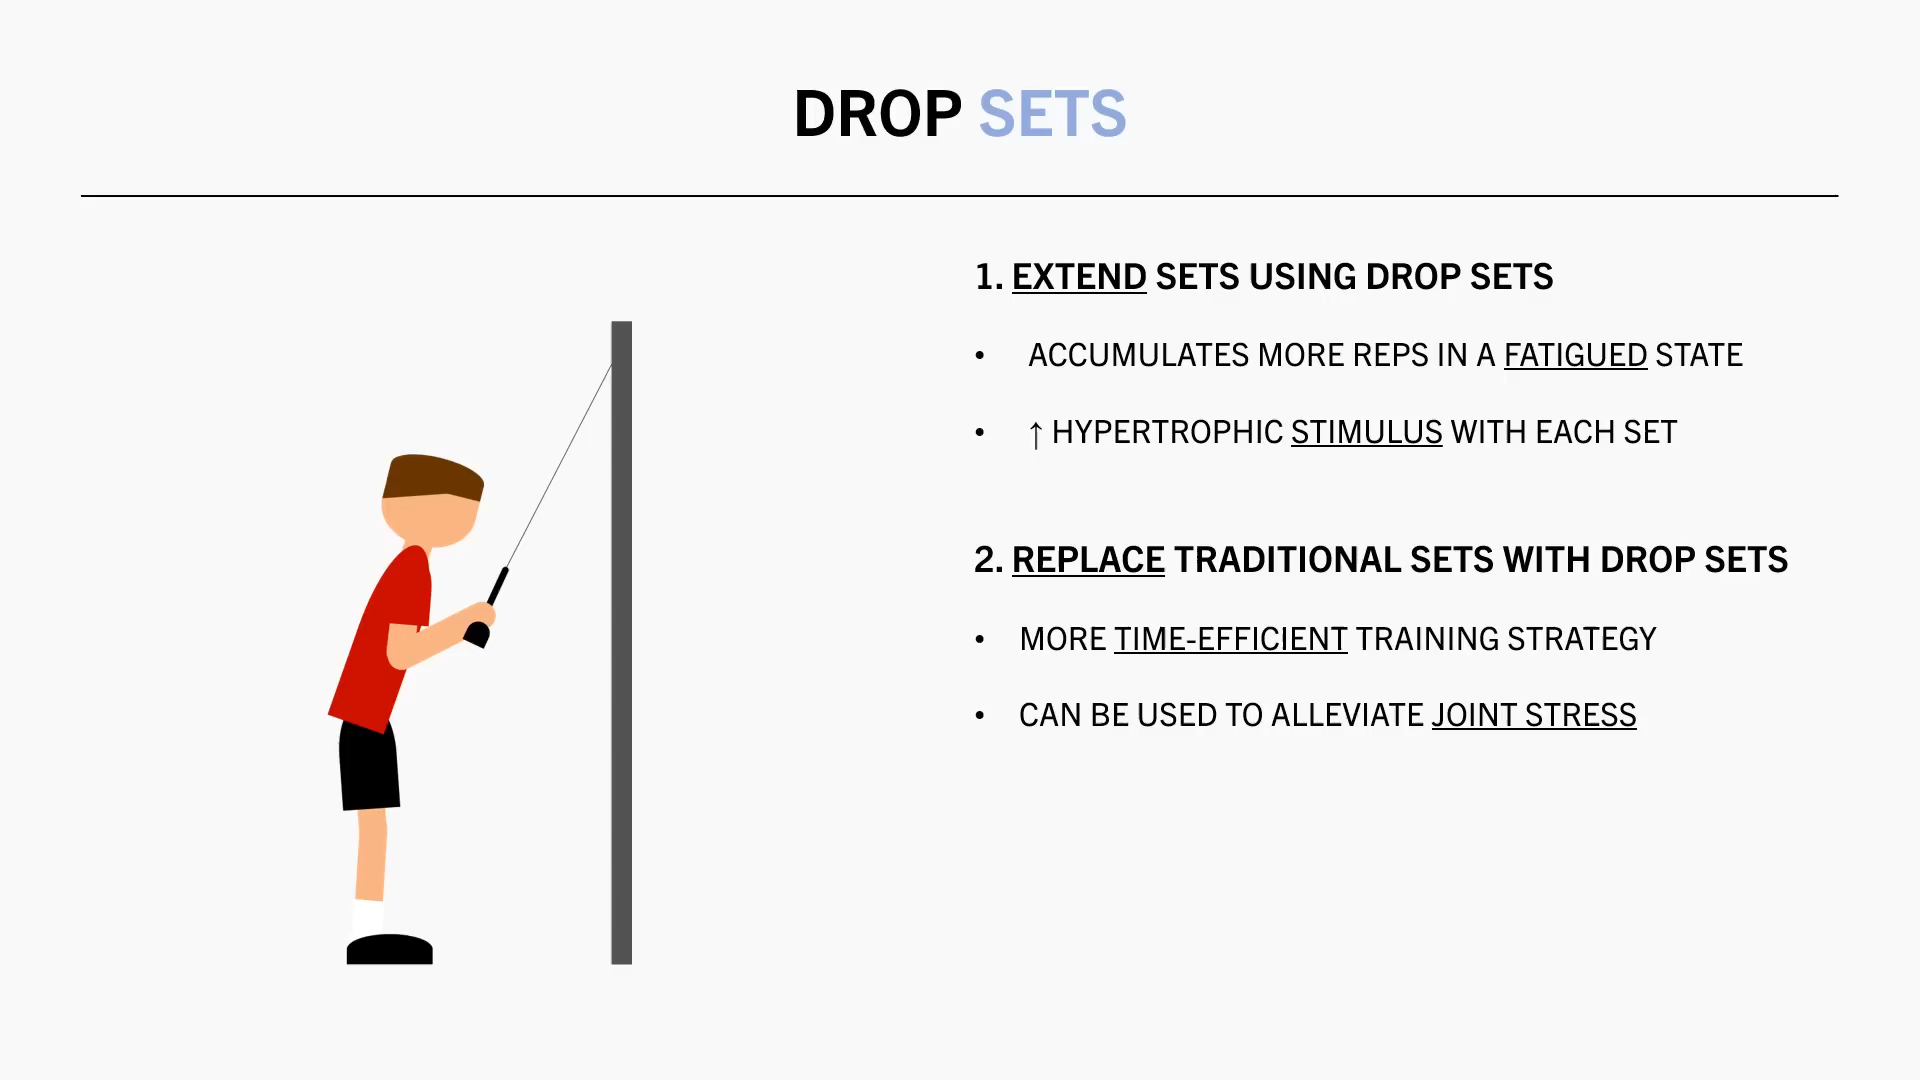 DROP SETS
1. EXTEND SETS USING DROP SETS
• ACCUMULATES MORE REPS IN A FATIGUED STATE
• ↑ HYPERTROPHIC STIMULUS WITH EACH SET
2. REPLACE TRADITIONAL SETS WITH DROP SETS
• MORE TIME-EFFICIENT TRAINING STRATEGY
• CAN BE USED TO ALLEVIATE JOINT STRESS